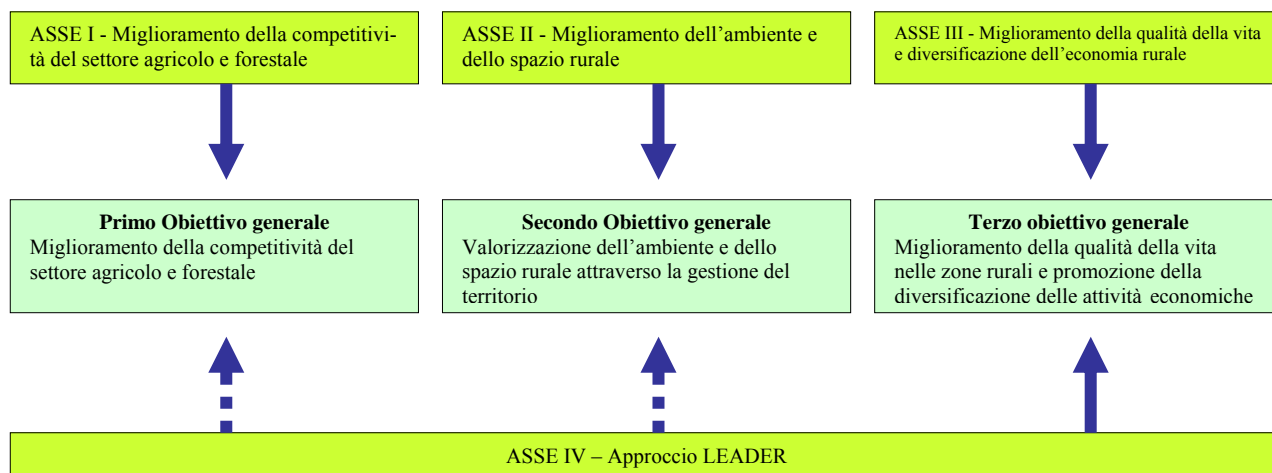 ASSE I - Miglioramento della competitivi-
tà del settore agricolo e forestale
ASSE II - Miglioramento dell'ambiente e
dello spazio rurale
ASSE III - Miglioramento della qualità della vita
e diversificazione dell'economia rurale
Primo Obiettivo generale
Miglioramento della competitività del
settore agricolo e forestale
Secondo Obiettivo generale
Valorizzazione dell'ambiente e dello
spazio rurale attraverso la gestione del
territorio
Terzo obiettivo generale
Miglioramento della qualità della vita
nelle zone rurali e promozione della
diversificazione delle attività economiche
ASSE IV – Approccio LEADER